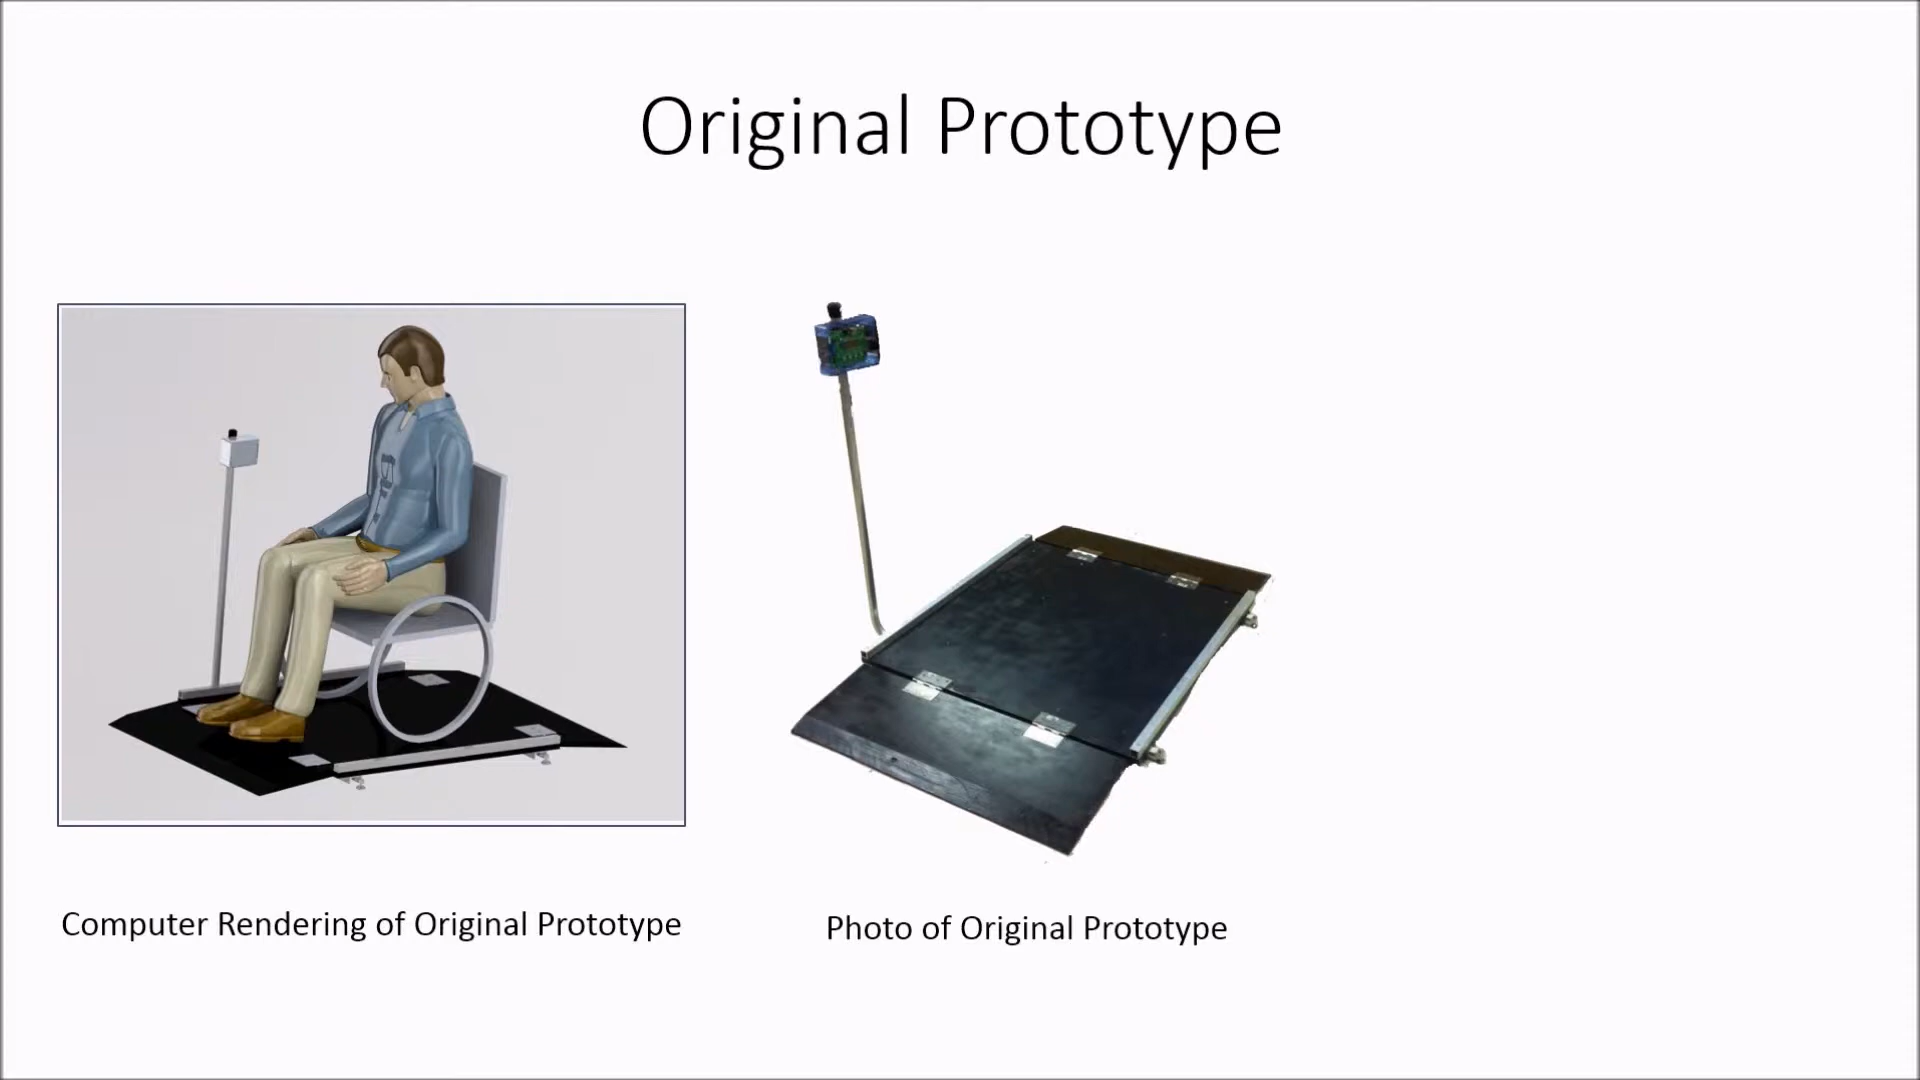 Original Prototype
Computer Rendering of Original Prototype
Photo of Original Prototype